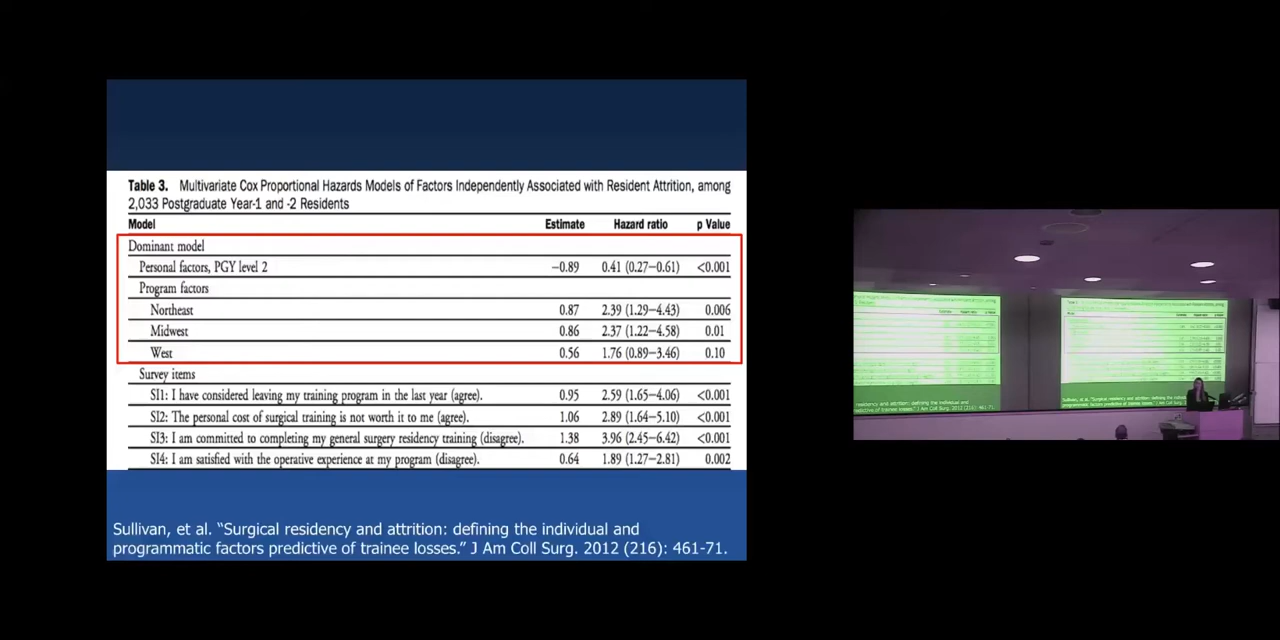 Table 3. Multivariate Cox Proportional Hazards Models of Factors Independently Associated with Resident Attrition, among
2,033 Postgraduate Year-1 and -2 Residents
Model Estimate Hazard ratio p Value
Dominant model
Personal factors, PGY level 2 −0.89 0.41 (0.27–0.61) <0.001
Program factors
Northeast 0.87 2.39 (1.29–4.43) 0.006
Midwest 0.86 2.37 (1.22–4.58) 0.01
West 0.56 1.76 (0.89–3.46) 0.10
Survey items
SI1: I have considered leaving my training program in the last year (agree). 0.95 2.59 (1.65–4.06) <0.001
SI2: The personal cost of surgical training is not worth it to me (agree). 1.06 2.89 (1.64–5.10) <0.001
SI3: I am committed to completing my general surgery residency training (disagree). 1.38 3.96 (2.45–6.42) <0.001
SI4: I am satisfied with the operative experience at my program (disagree). 0.64 1.89 (1.27–2.81) 0.002
Sullivan, et al. “Surgical residency and attrition: defining the individual and
programmatic factors predictive of trainee losses.” J Am Coll Surg. 2012 (216): 461-71.